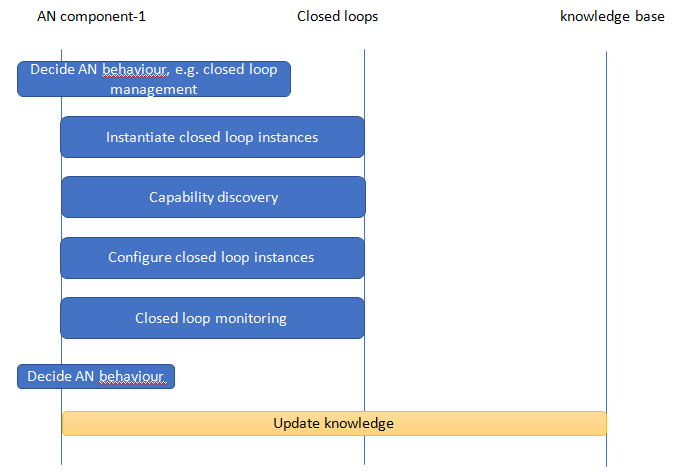 AN component-1
Closed loops
knowledge base
Decide AN behaviour, e.g. closed loop
management
Instantiate closed loop instances
Capability discovery
Configure closed loop instances
Closed loop monitoring
Decide AN behaviour
Update knowledge